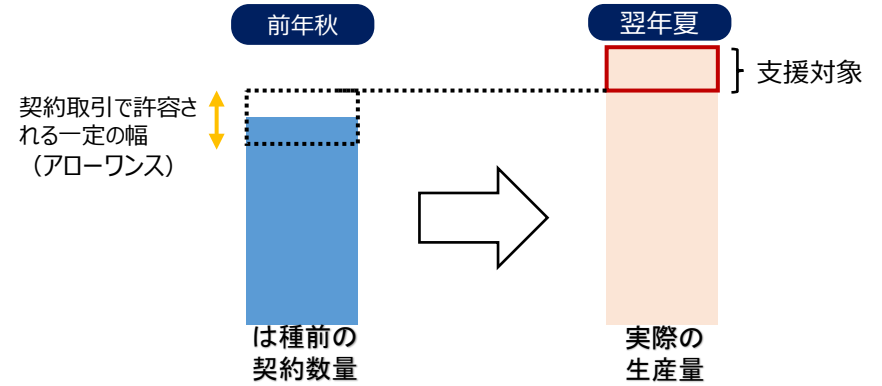 前年秋
翌年夏
支援対象
契約取引で許容さ
れる一定の幅
（アローワンス）
は種前の
契約数量
実際の
生産量